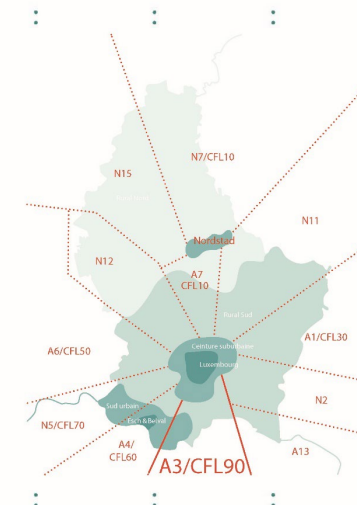 N7/CFL10
N15
N11
Nordstad
N12
A7
CFL10
Rural Sud
A1/CFL30
Ceinture suburbaine
A6/CFL50
Luxembourg
N2
Sud urbain
Esch & Belval
N5/CFL70
A4/
CFL60
A13
A3/CFL90